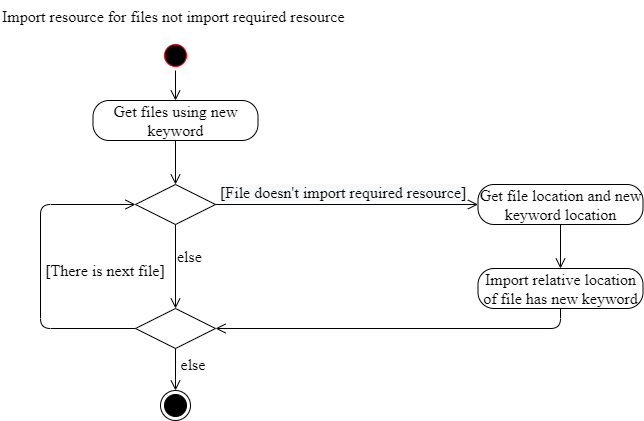 Import resource for files not import required resource
Get files using new
keyword
[File doesn't import required resource]
Get file location and new
keyword location
else
[There is next file]
Import relative location
of file has new keyword
else